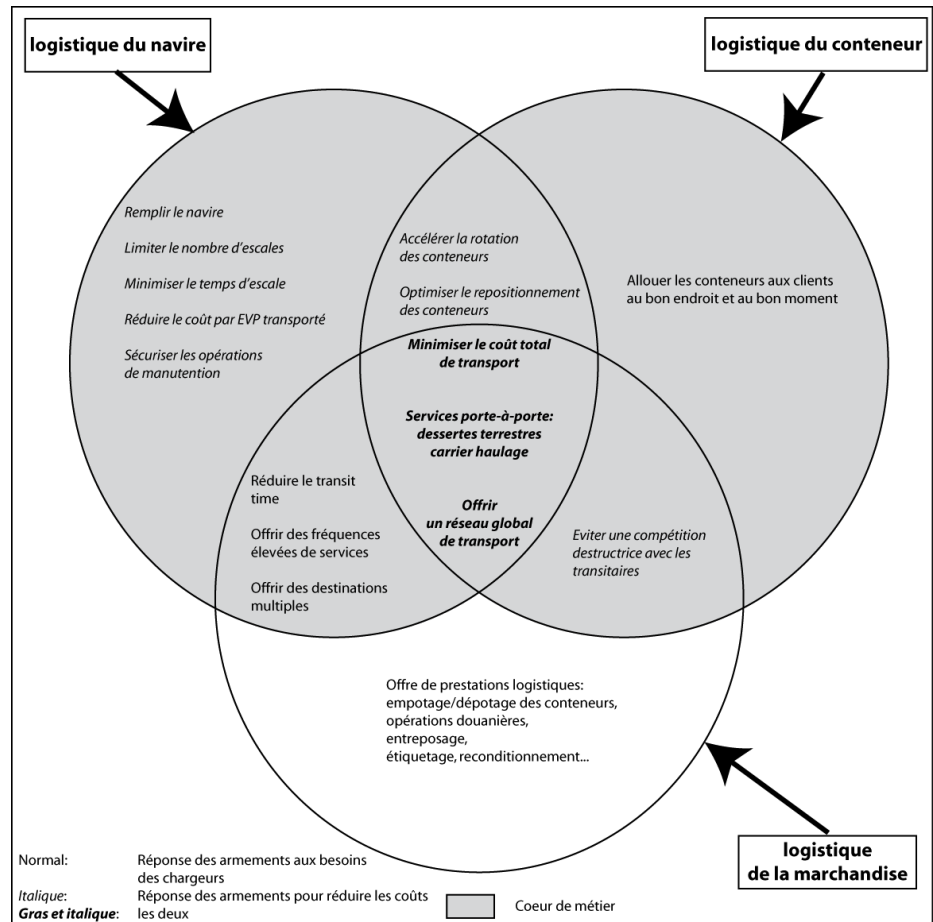 logistique du navire
logistique du conteneur
Remplir le navire
Limiter le nombre d'escales
Minimiser le temps d'escale
Réduire le coût par EVP transporté
Sécuriser les opérations
de manutention
Accélérer la rotation
des conteneurs
Optimiser le repositionnement
des conteneurs
Allouer les conteneurs aux clients
au bon endroit et au bon moment
Minimiser le coût total
de transport
Services porte-à-porte:
dessertes terrestres
carrier haulage
Offrir
un réseau global
de transport
Réduire le transit
time
Offrir des fréquences
élevées de services
Offrir des destinations
multiples
Eviter une compétition
destructrice avec les
transitaires
Offre de prestations logistiques:
empotage/dépotage des conteneurs,
opérations douanières,
entreposage,
étiquetage, reconditionnement...
logistique
de la marchandise
Normal: Réponse des armements aux besoins
des chargeurs
Italique: Réponse des armements pour réduire les coûts
Gras et italique: les deux
Coeur de métier